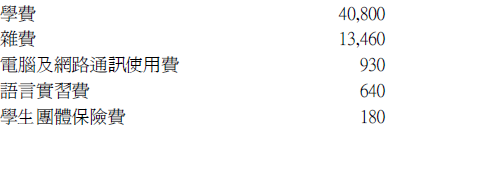 學費 40,800
雜費 13,460
電腦及網路通訊使用費 930
語言實習費 640
學生團體保險費 180